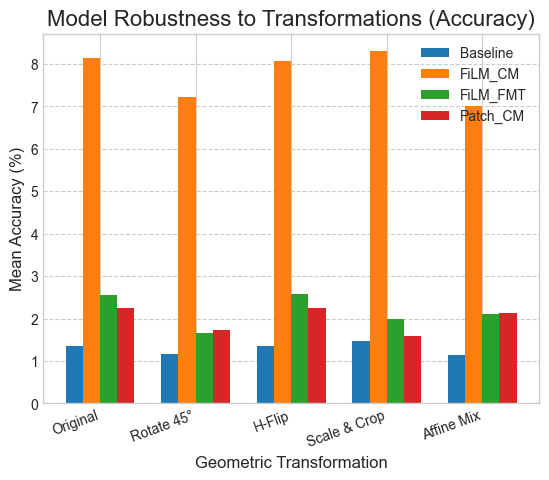 Model Robustness to Transformations (Accuracy)
Baseline
FiLM_CM
FiLM_FMT
Patch_CM
Mean Accuracy (%)
8
7
6
5
4
3
2
1
0
Original
Rotate 45°
H-Flip
Scale & Crop
Affine Mix
Geometric Transformation